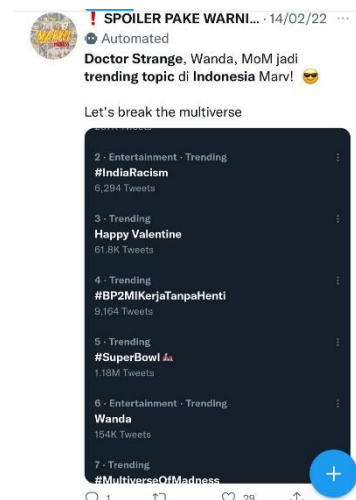 ❗ SPOILER PAKE WARNI... · 14/02/22
Automated
Doctor Strange, Wanda, MoM jadi
trending topic di Indonesia Marv! 😎
Let's break the multiverse
2 · Entertainment · Trending
#IndiaRacism
6,294 Tweets
3 · Trending
Happy Valentine
61.8K Tweets
4 · Trending
#BP2MIKerjaTanpaHenti
9,164 Tweets
5 · Trending
#SuperBowl
1.18M Tweets
6 · Entertainment · Trending
Wanda
154K Tweets
7 · Trending
#MultiverseOfMadness
1
29